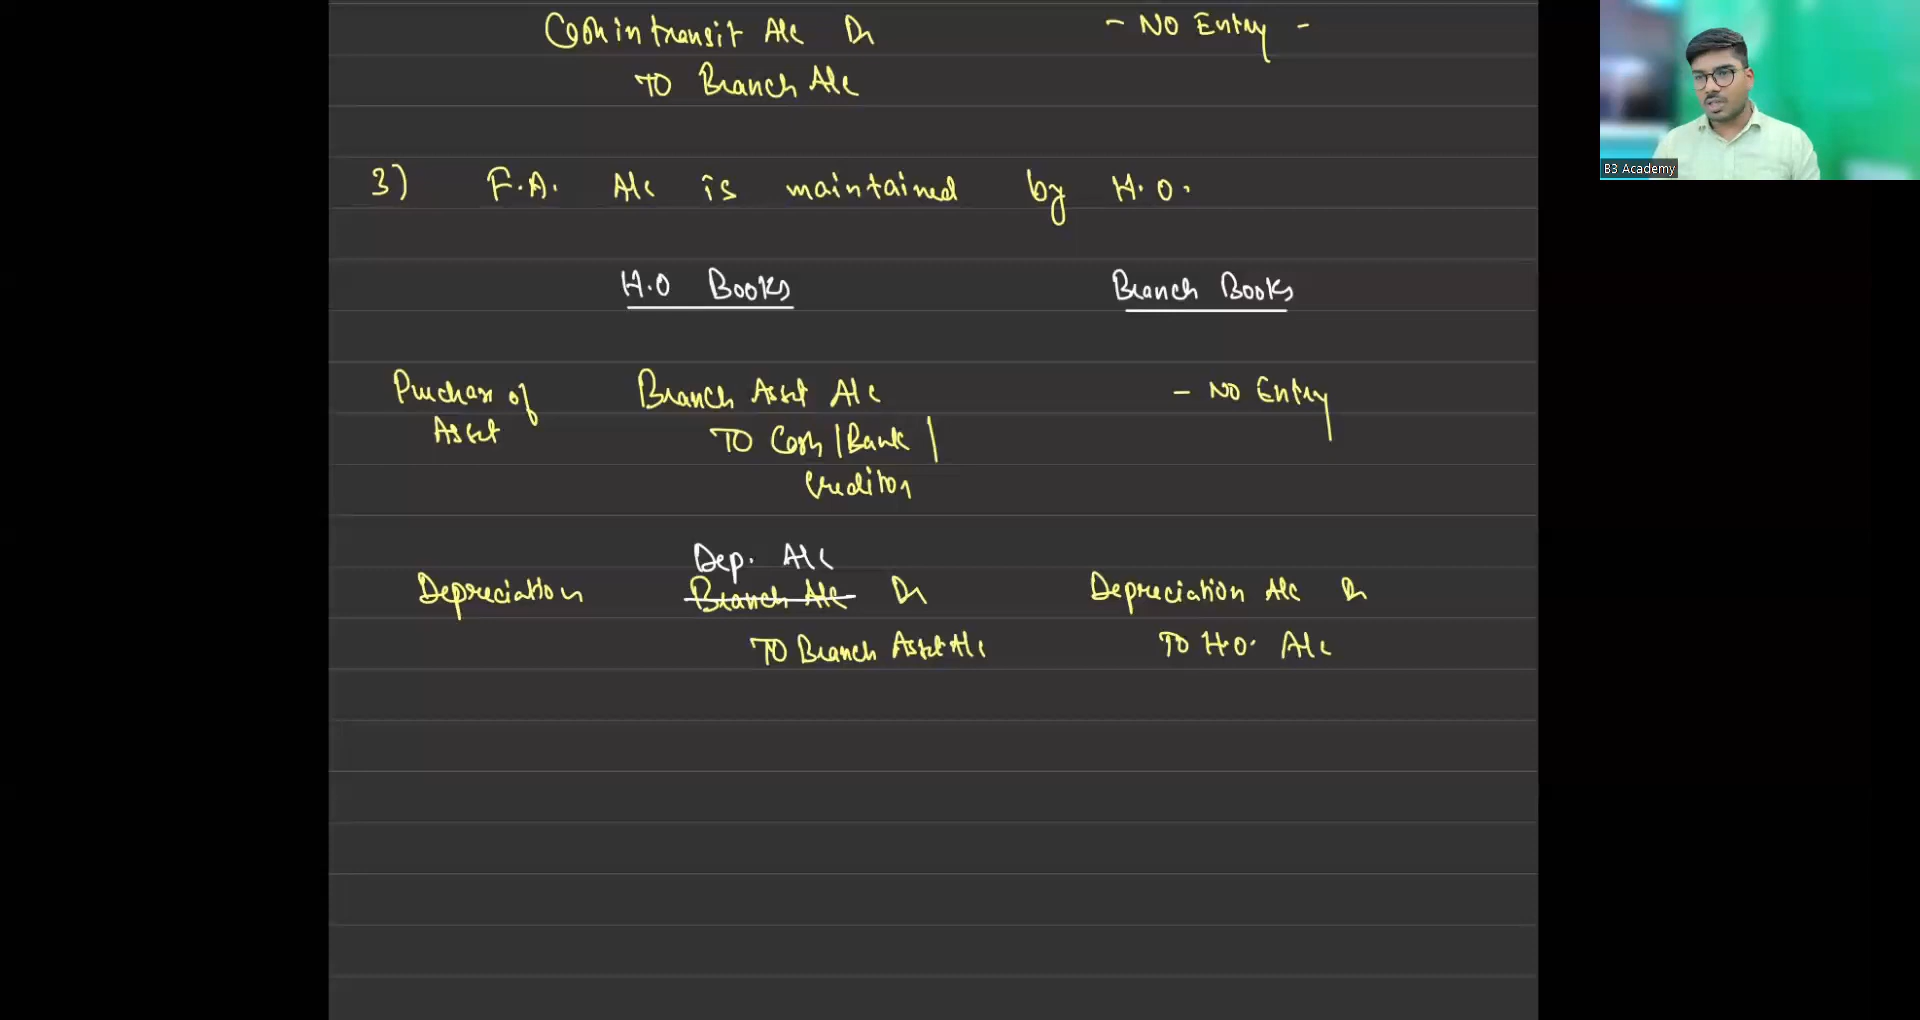 Cash in transit A/c Dr - NO Entry -
TO Branch A/c
B3 Academy
3) F.A. A/c is maintained by H.O.
H.O Books Branch Books
Purchase of Branch Asset A/c - NO Entry
Asset TO Cash | Bank |
Creditor
Dep. A/c
Depreciation Branch A/c Dr Depreciation A/c Dr
TO Branch Asset A/c TO H.O. A/c